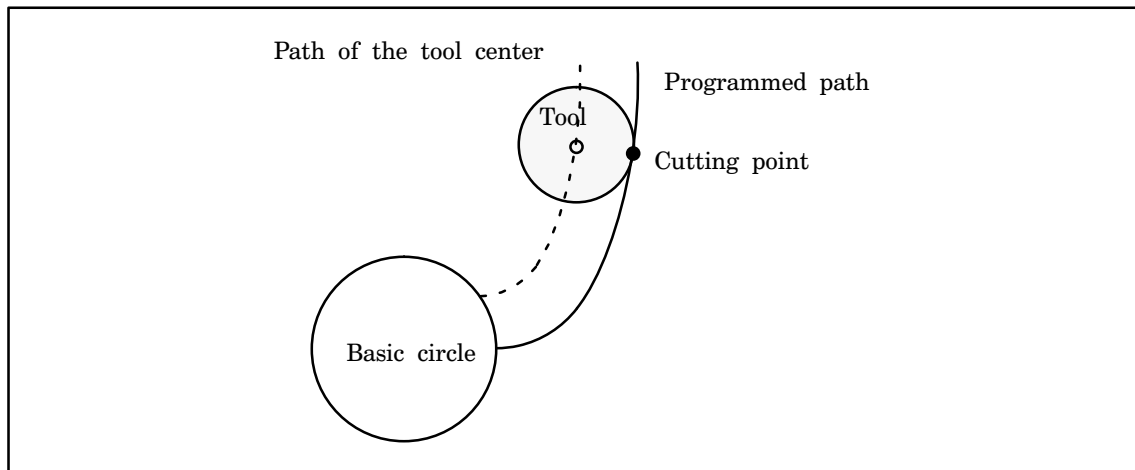 Path of the tool center
Programmed path
Tool
Cutting point
Basic circle